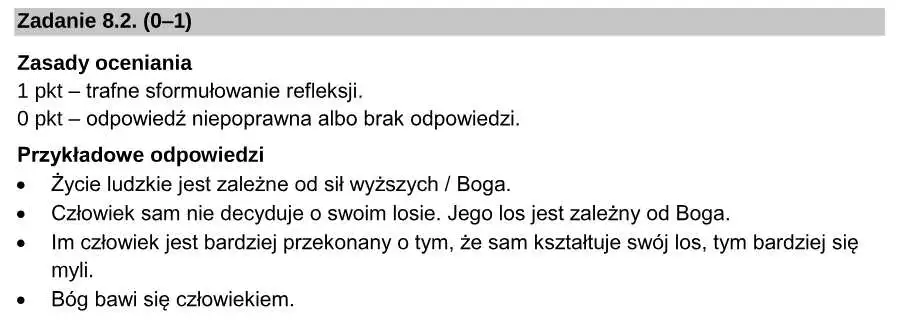 Zadanie 8.2. (0–1)
Zasady oceniania
1 pkt – trafne sformułowanie refleksji.
0 pkt – odpowiedź niepoprawna albo brak odpowiedzi.
Przykładowe odpowiedzi
• Życie ludzkie jest zależne od sił wyższych / Boga.
• Człowiek sam nie decyduje o swoim losie. Jego los jest zależny od Boga.
• Im człowiek jest bardziej przekonany o tym, że sam kształtuje swój los, tym bardziej się
myli.
• Bóg bawi się człowiekiem.